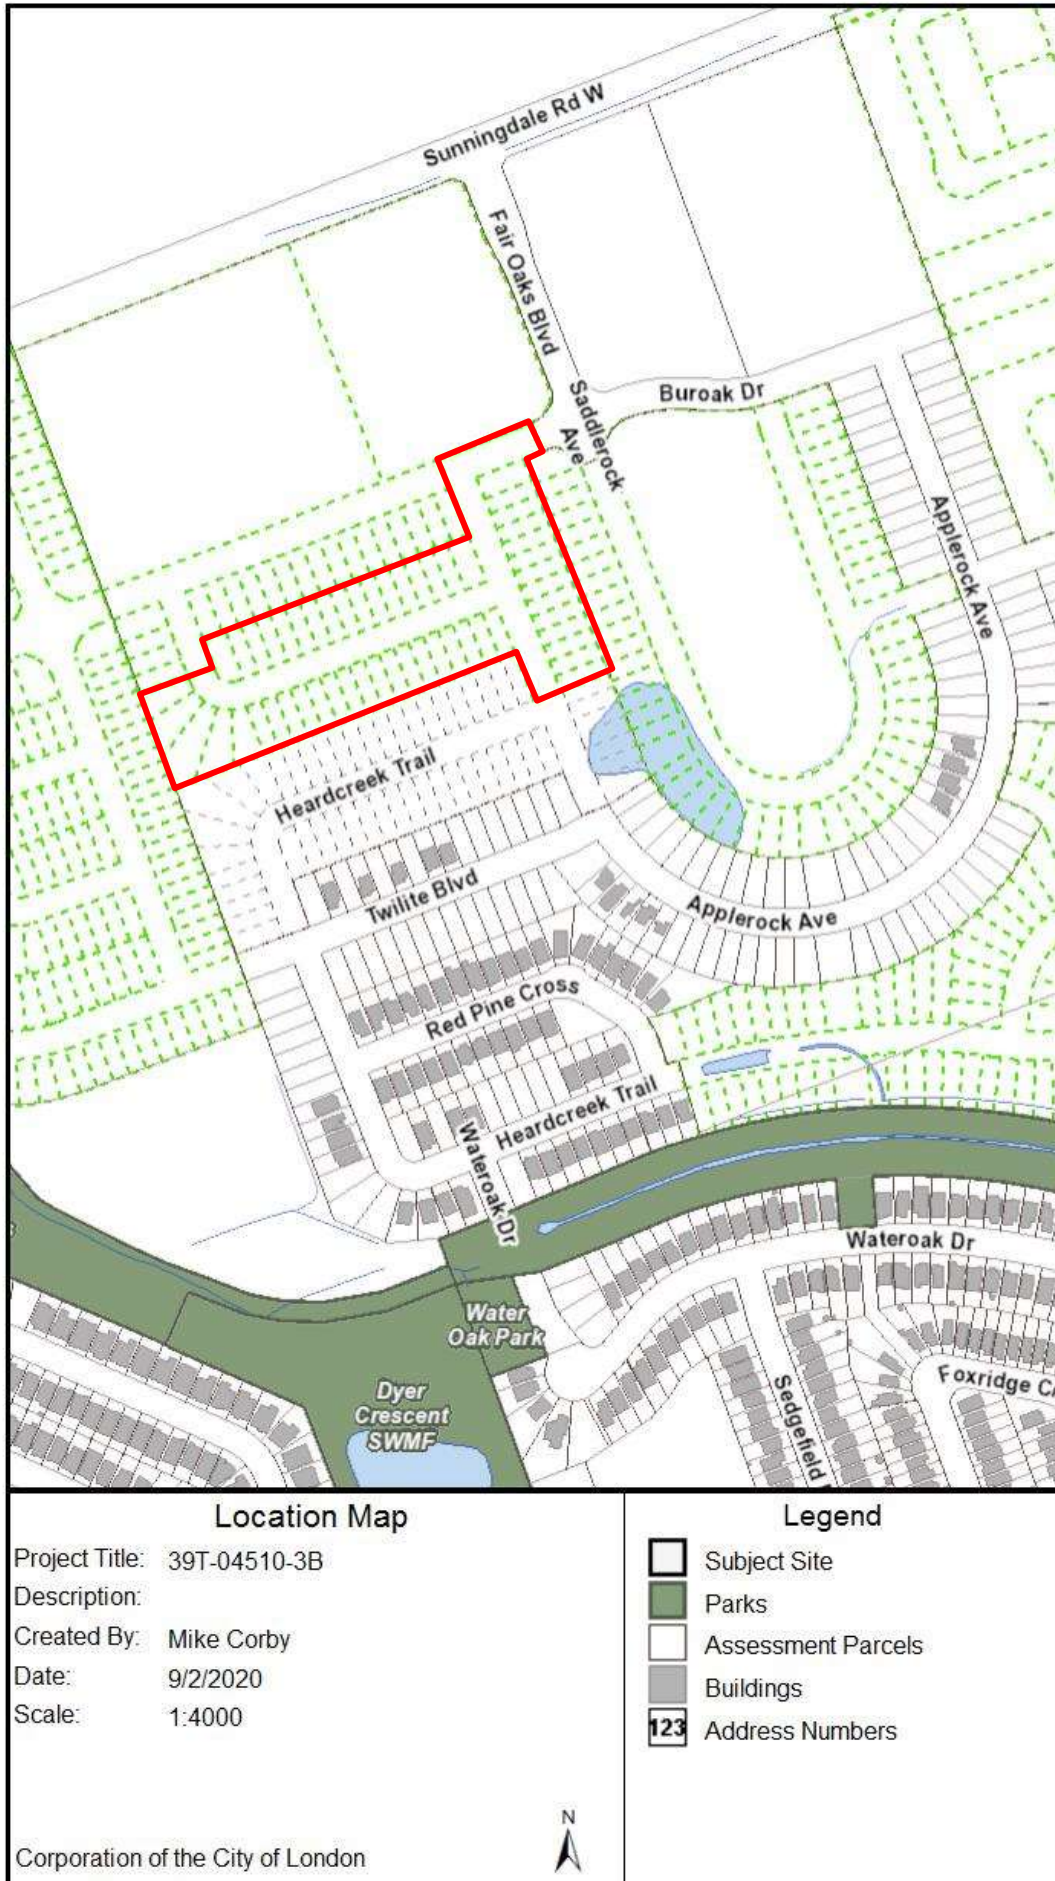 Sunningdale Rd W
Fair Oaks Blvd
Saddlerock
Ave
Buroak Dr
Applerock Ave
Heardcreek Trail
Twilite Blvd
Applerock Ave
Red Pine Cross
Heardcreek Trail
Wateroak Dr
Wateroak Dr
Water
Oak Park
Foxridge C
Dyer
Crescent
SWMF
Sedgefield
Location Map
Project Title: 39T-04510-3B
Description:
Created By: Mike Corby
Date: 9/2/2020
Scale: 1:4000
Corporation of the City of London
N
Legend
Subject Site
Parks
Assessment Parcels
Buildings
123 Address Numbers